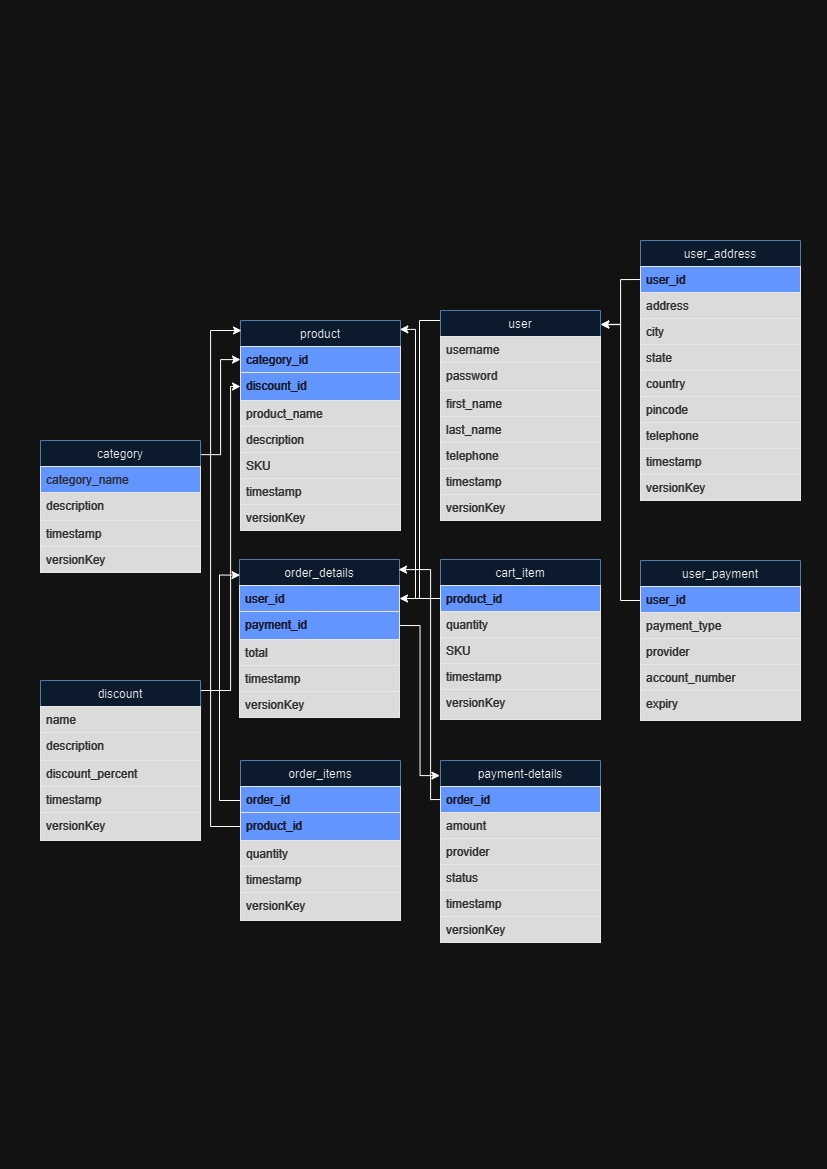 user_address
user_id
address
city
state
country
pincode
telephone
timestamp
versionKey
product
category_id
discount_id
product_name
description
SKU
timestamp
versionKey
user
username
password
first_name
last_name
telephone
timestamp
versionKey
category
category_name
description
timestamp
versionKey
order_details
user_id
payment_id
total
timestamp
versionKey
cart_item
product_id
quantity
SKU
timestamp
versionKey
user_payment
user_id
payment_type
provider
account_number
expiry
discount
name
description
discount_percent
timestamp
versionKey
order_items
order_id
product_id
quantity
timestamp
versionKey
payment-details
order_id
amount
provider
status
timestamp
versionKey